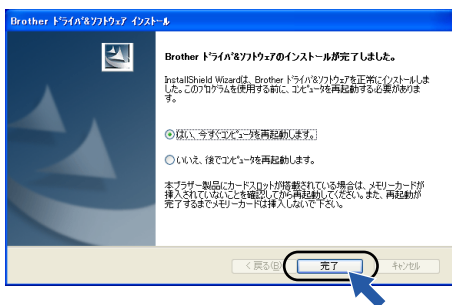 Brother ﾄﾞﾗｲﾊﾞ&ｿﾌﾄｳｪｱ ｲﾝｽﾄｰﾙ
Brother ﾄﾞﾗｲﾊﾞ&ｿﾌﾄｳｪｱのインストールが完了しました。
InstallShield Wizardは、Brother ﾄﾞﾗｲﾊﾞ&ｿﾌﾄｳｪｱを正常にｲﾝｽﾄｰﾙしま
した。このﾌﾟﾛｸﾞﾗﾑを使用する前に、ｺﾝﾋﾟｭｰﾀを再起動する必要がありま
す。
はい、今すぐｺﾝﾋﾟｭｰﾀを再起動します。
いいえ、後でｺﾝﾋﾟｭｰﾀを再起動します。
本ブラザー製品にカードスロットが搭載されている場合は、メモリーカードが
挿入されていないことを確認してから再起動してください。また、再起動が
完了するまでメモリーカードは挿入しないで下さい。
< 戻る(B) 完了 ｷｬﾝｾﾙ